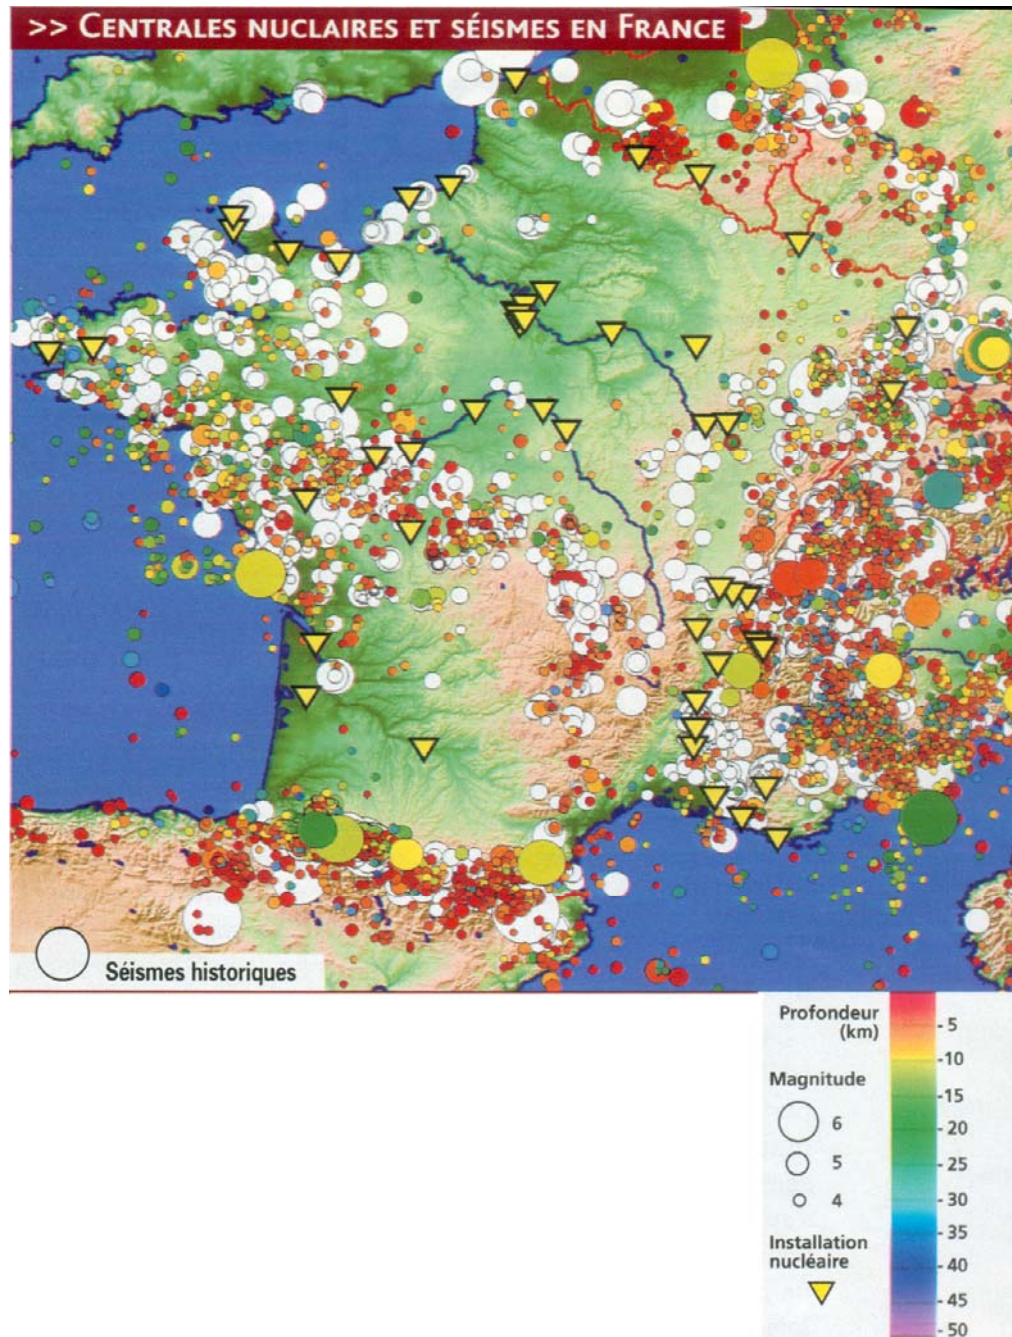 >> CENTRALES NUCLAIRES ET SÉISMES EN FRANCE
Séismes historiques
Profondeur
(km)
Magnitude
6
5
4
Installation
nucléaire
- 5
-10
-15
- 20
- 25
- 30
- 35
- 40
- 45
- 50